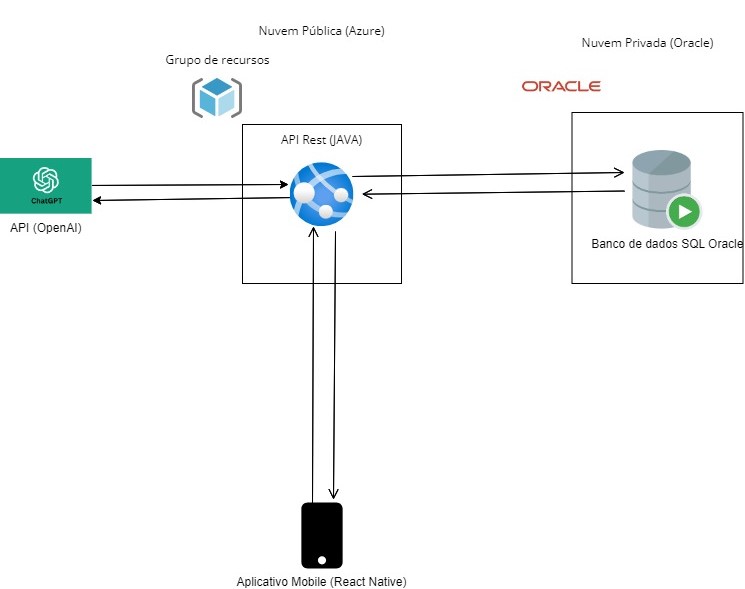 Nuvem Pública (Azure)
Nuvem Privada (Oracle)
Grupo de recursos
ORACLE
API Rest (JAVA)
ChatGPT
API (OpenAI)
Banco de dados SQL Oracle
Aplicativo Mobile (React Native)